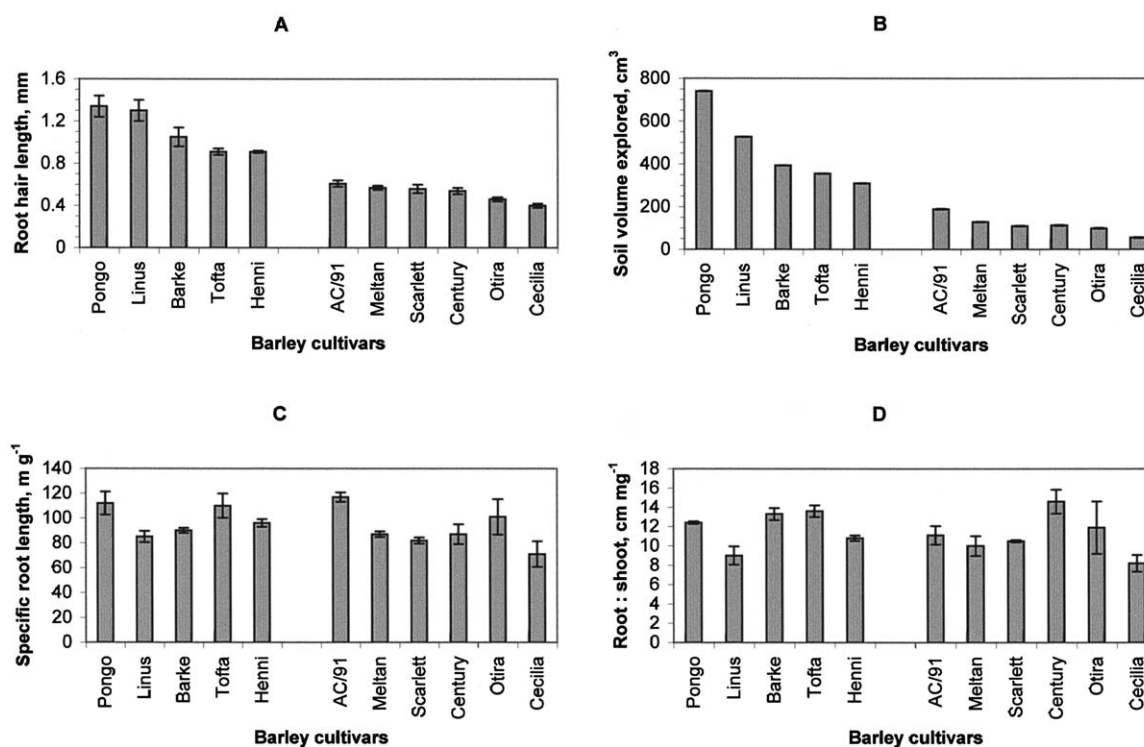 A
Root hair length, mm
1.6
1.2
0.8
0.4
0
Pongo
Linus
Barke
Tofta
Henni
AC/91
Meltan
Scarlett
Century
Otira
Cecilia
Barley cultivars
B
Soil volume explored, cm³
800
600
400
200
0
Pongo
Linus
Barke
Tofta
Henni
AC/91
Meltan
Scarlett
Century
Otira
Cecilia
Barley cultivars
C
Specific root length, m g⁻¹
140
120
100
80
60
40
20
0
Pongo
Linus
Barke
Tofta
Henni
AC/91
Meltan
Scarlett
Century
Otira
Cecilia
Barley cultivars
D
Root : shoot, cm mg⁻¹
18
16
14
12
10
8
6
4
2
0
Pongo
Linus
Barke
Tofta
Henni
AC/91
Meltan
Scarlett
Century
Otira
Cecilia
Barley cultivars